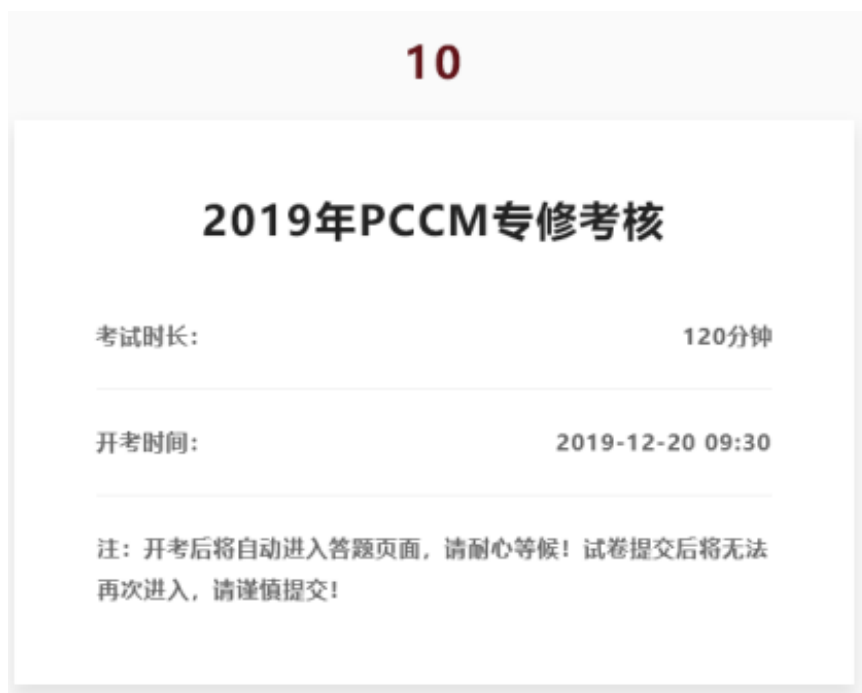 10
2019年PCCM专修考核
考试时长： 120分钟
开考时间： 2019-12-20 09:30
注：开考后将自动进入答题页面，请耐心等候！试卷提交后将无法
再次进入，请谨慎提交！